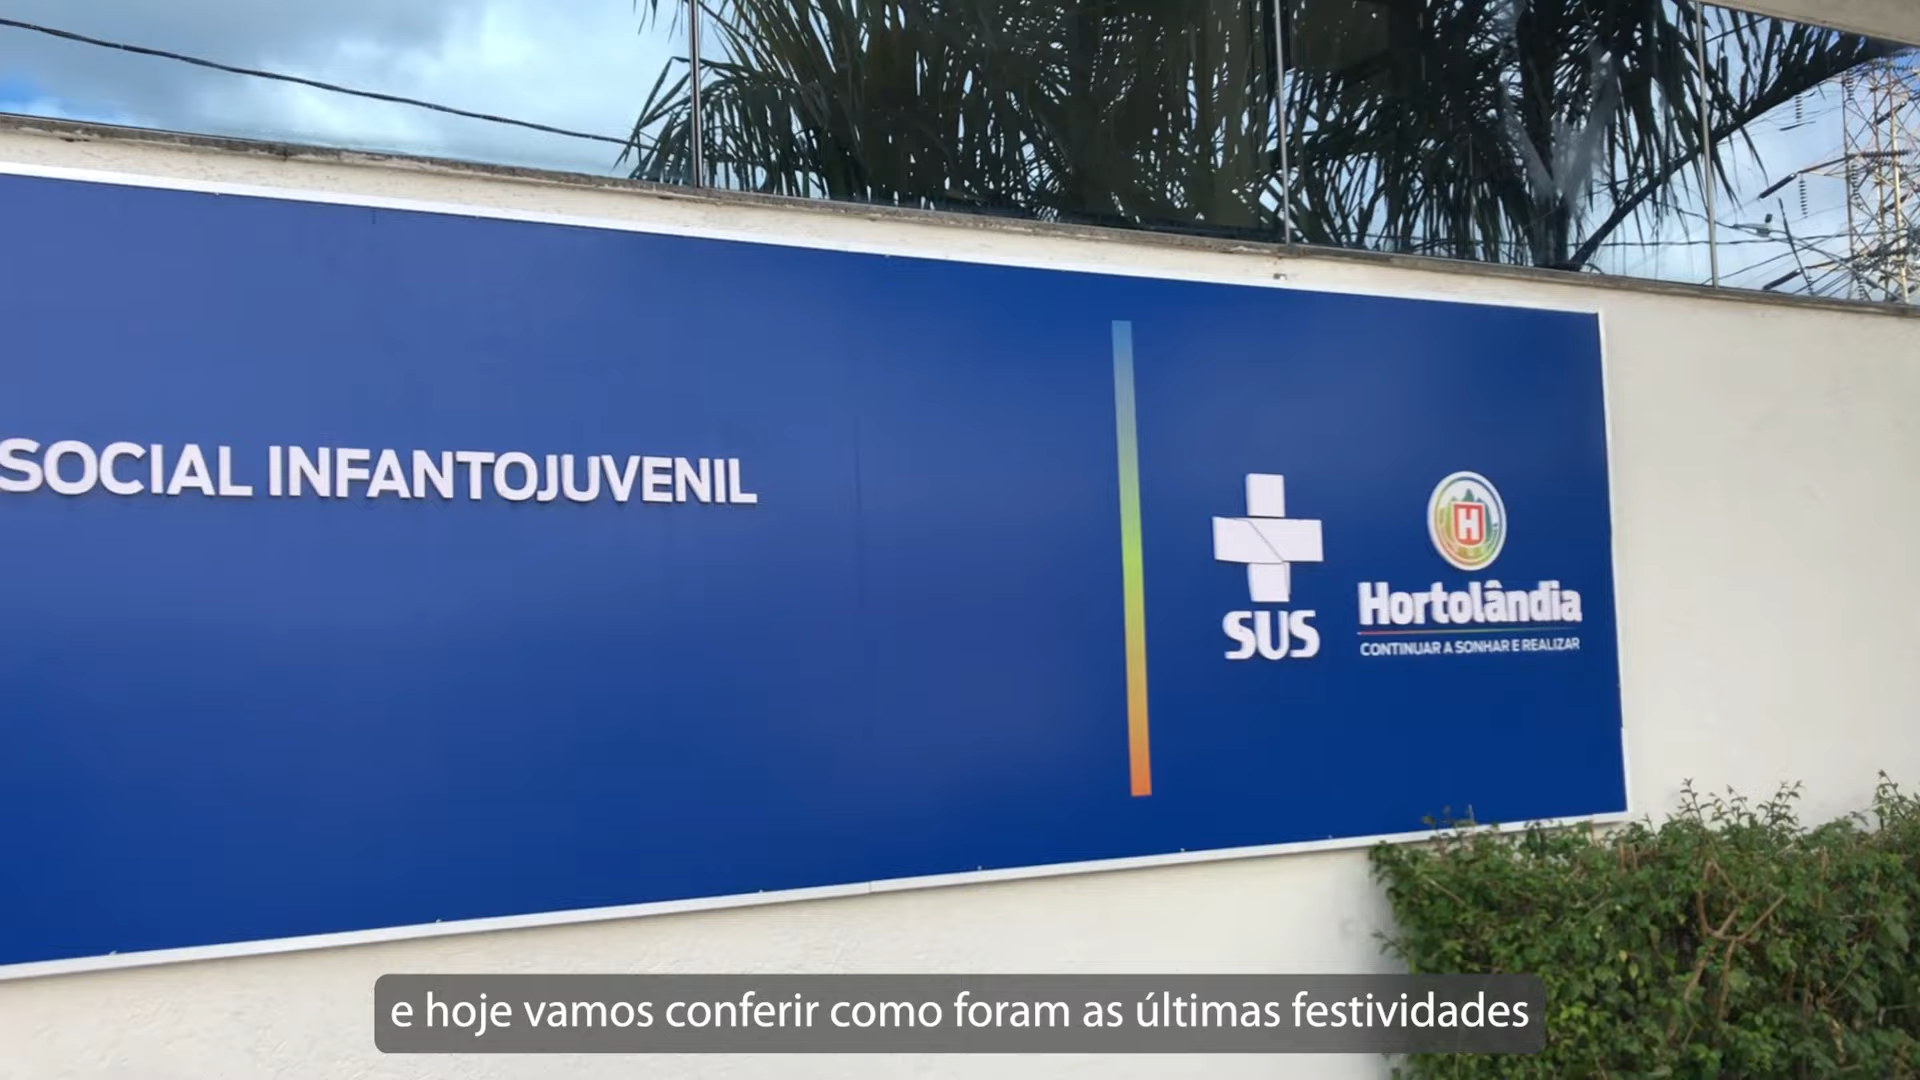 SOCIAL INFANTOJUVENIL
SUS
H
Hortolândia
CONTINUAR A SONHAR E REALIZAR
e hoje vamos conferir como foram as últimas festividades